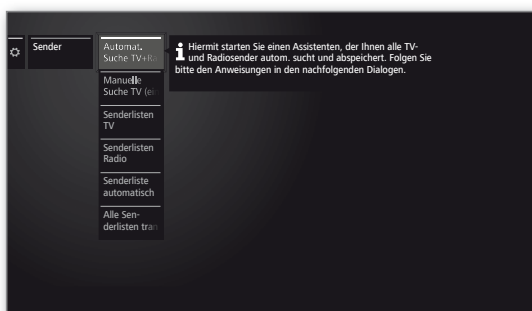 Sender
Automat.
Suche TV+Ra
Manuelle
Suche TV (ei
Senderlisten
TV
Senderlisten
Radio
Senderliste
automatisch
Alle Sen-
derlisten tran
Hiermit starten Sie einen Assistenten, der Ihnen alle TV-
und Radiosender autom. sucht und abspeichert. Folgen Sie
bitte den Anweisungen in den nachfolgenden Dialogen.